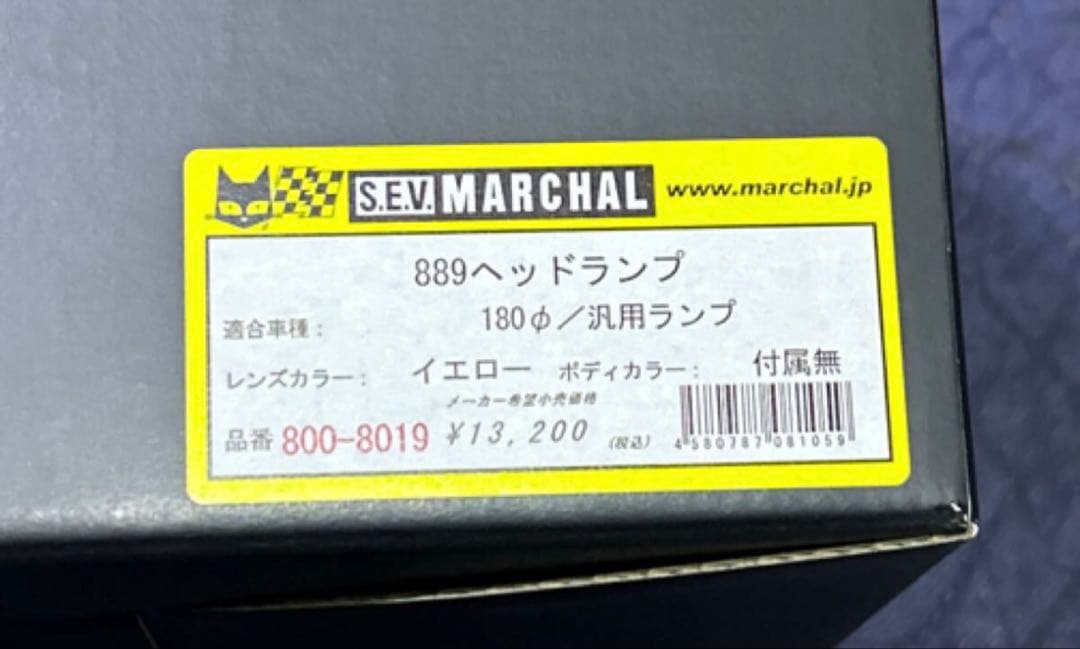 S.E.V. MARCHAL www.marchal.jp
889ヘッドランプ
適合車種： 180φ／汎用ランプ
レンズカラー： イエロー ボディカラー： 付属無
メーカー希望小売価格
品番 800-8019 ¥13,200 (税込) 4580787081059